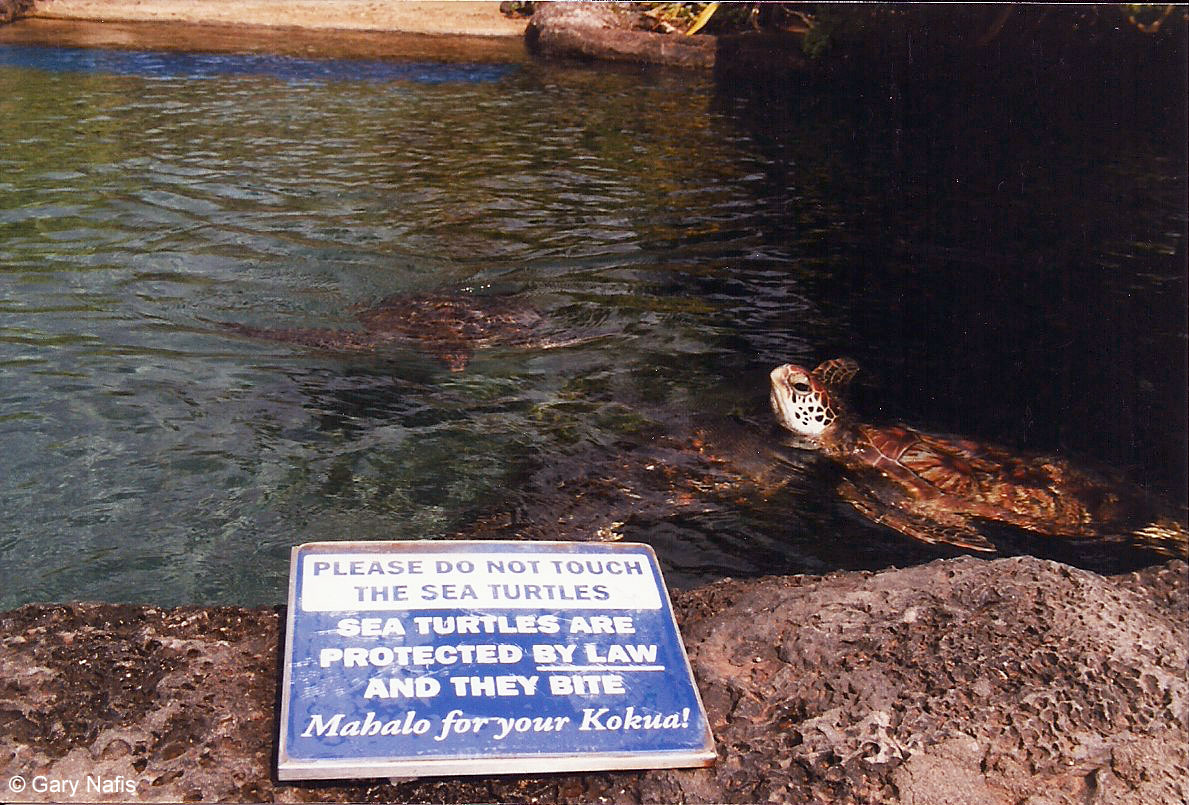 PLEASE DO NOT TOUCH
THE SEA TURTLES
SEA TURTLES ARE
PROTECTED BY LAW
AND THEY BITE
Mahalo for your Kokua!
© Gary Nafis